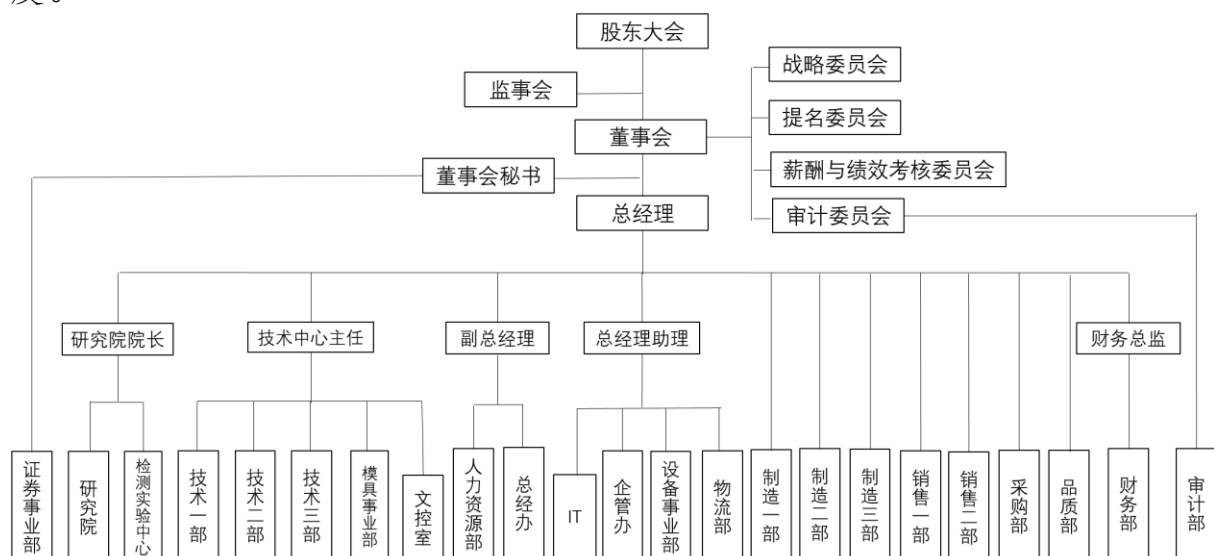 度。
股东大会
监事会
战略委员会
提名委员会
董事会
薪酬与绩效考核委员会
董事会秘书
总经理
审计委员会
研究院院长
技术中心主任
副总经理
总经理助理
财务总监
证券事业部
研究院
检测实验中心
技术一部
技术二部
技术三部
模具事业部
文控室
人力资源部
总经办
IT
企管办
设备事业部
物流部
制造一部
制造二部
制造三部
销售一部
销售二部
采购部
品质部
财务部
审计部